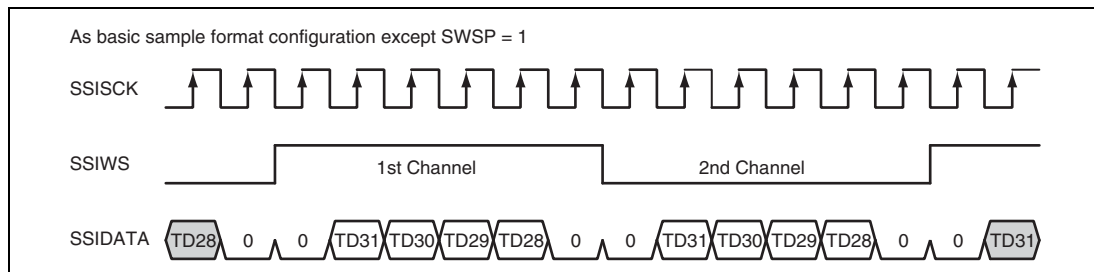 As basic sample format configuration except SWSP = 1
SSISCK
SSIWS 1st Channel 2nd Channel
SSIDATA TD28 0 0 TD31 TD30 TD29 TD28 0 0 TD31 TD30 TD29 TD28 0 0 TD31